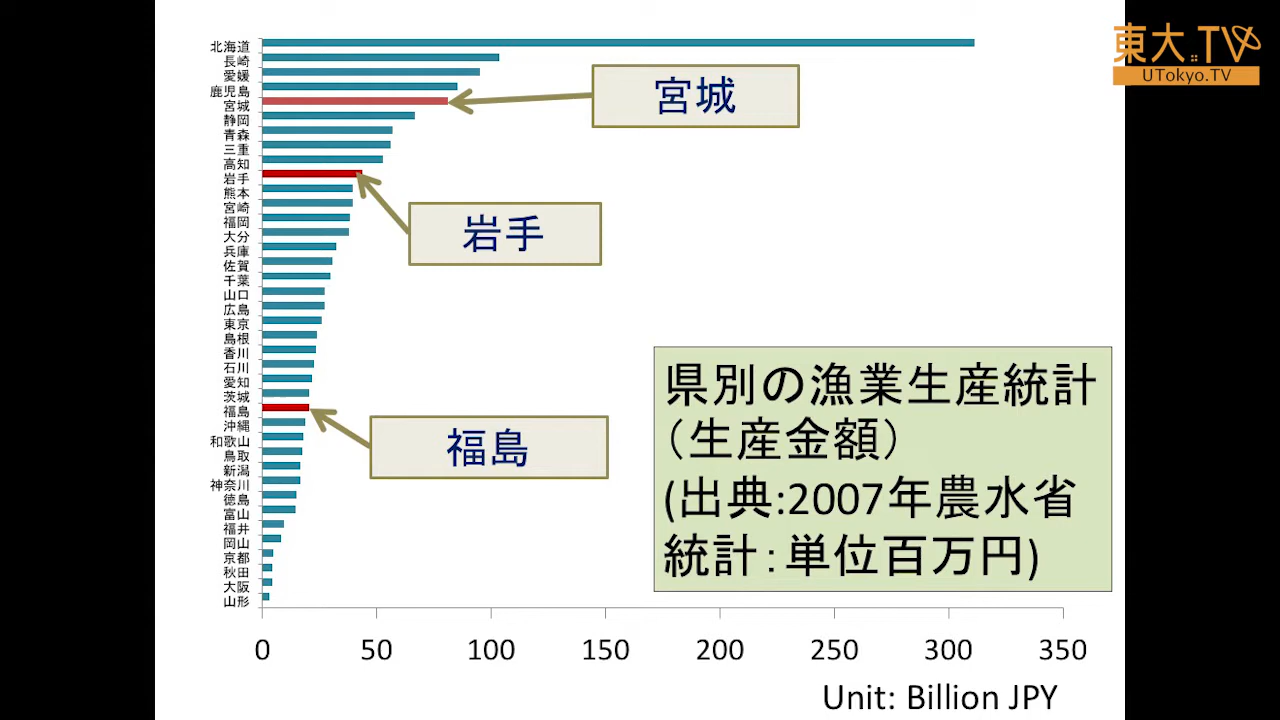 東大.TV
UTokyo.TV
北海道
長崎
愛媛
鹿児島
宮城
静岡
青森
三重
高知
岩手
熊本
宮崎
福岡
大分
兵庫
佐賀
千葉
山口
広島
東京
島根
香川
石川
愛知
茨城
福島
沖縄
和歌山
鳥取
新潟
神奈川
徳島
富山
福井
岡山
京都
秋田
大阪
山形
宮城
岩手
福島
県別の漁業生産統計
（生産金額）
(出典:2007年農水省
統計：単位百万円)
0 50 100 150 200 250 300 350
Unit: Billion JPY